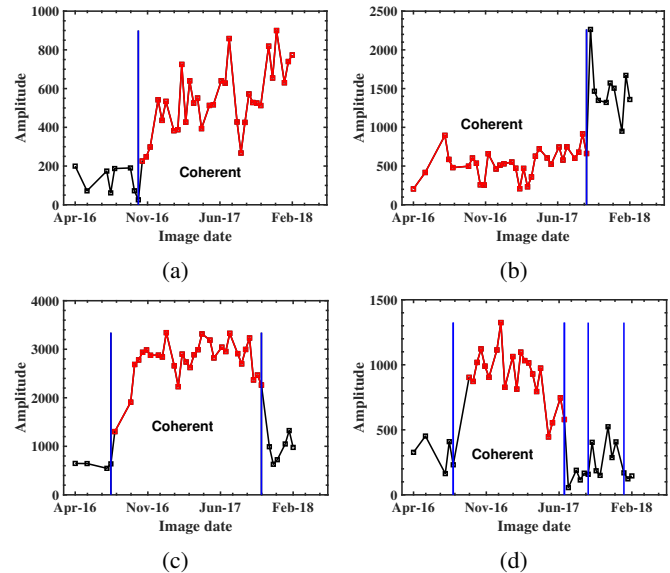 1000
800
600
400
200
0
Amplitude
Coherent
Apr-16 Nov-16 Jun-17 Feb-18
Image date
(a)
2500
2000
1500
1000
500
0
Amplitude
Coherent
Apr-16 Nov-16 Jun-17 Feb-18
Image date
(b)
4000
3000
2000
1000
0
Amplitude
Coherent
Apr-16 Nov-16 Jun-17 Feb-18
Image date
(c)
1500
1000
500
0
Amplitude
Coherent
Apr-16 Nov-16 Jun-17 Feb-18
Image date
(d)